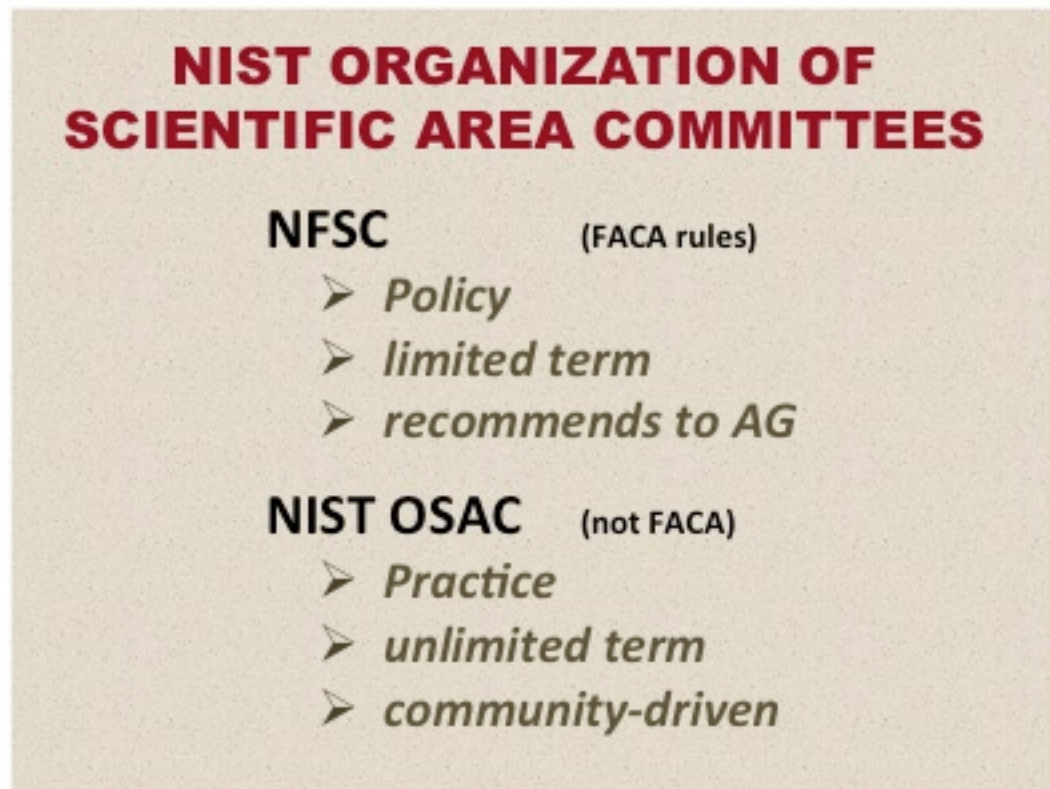 NIST ORGANIZATION OF
SCIENTIFIC AREA COMMITTEES
NFSC (FACA rules)
➢ Policy
➢ limited term
➢ recommends to AG
NIST OSAC (not FACA)
➢ Practice
➢ unlimited term
➢ community-driven